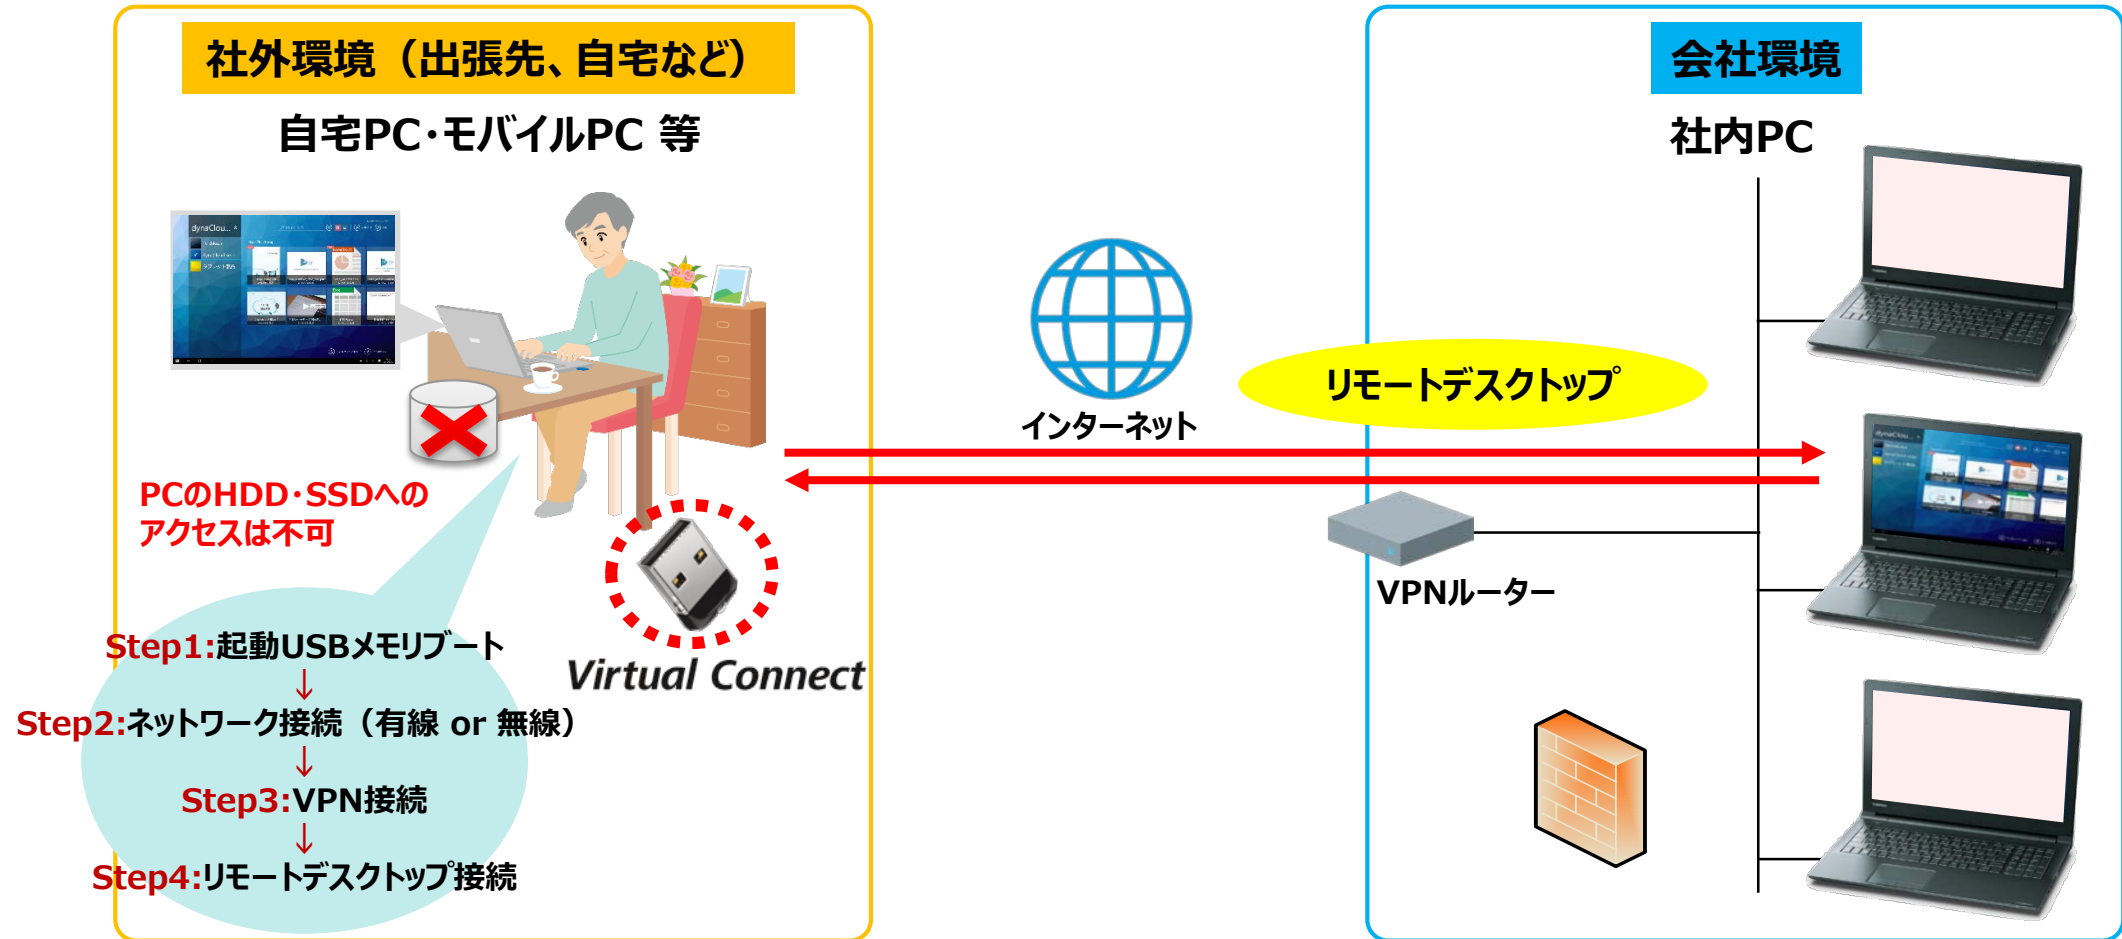 社外環境（出張先、自宅など）
自宅PC・モバイルPC 等
dynaClou...
PCのHDD・SSDへの
アクセスは不可
Virtual Connect
Step1:起動USBメモリブート
↓
Step2:ネットワーク接続（有線 or 無線）
↓
Step3:VPN接続
↓
Step4:リモートデスクトップ接続
インターネット
リモートデスクトップ
VPNルーター
会社環境
社内PC
dynaClou...